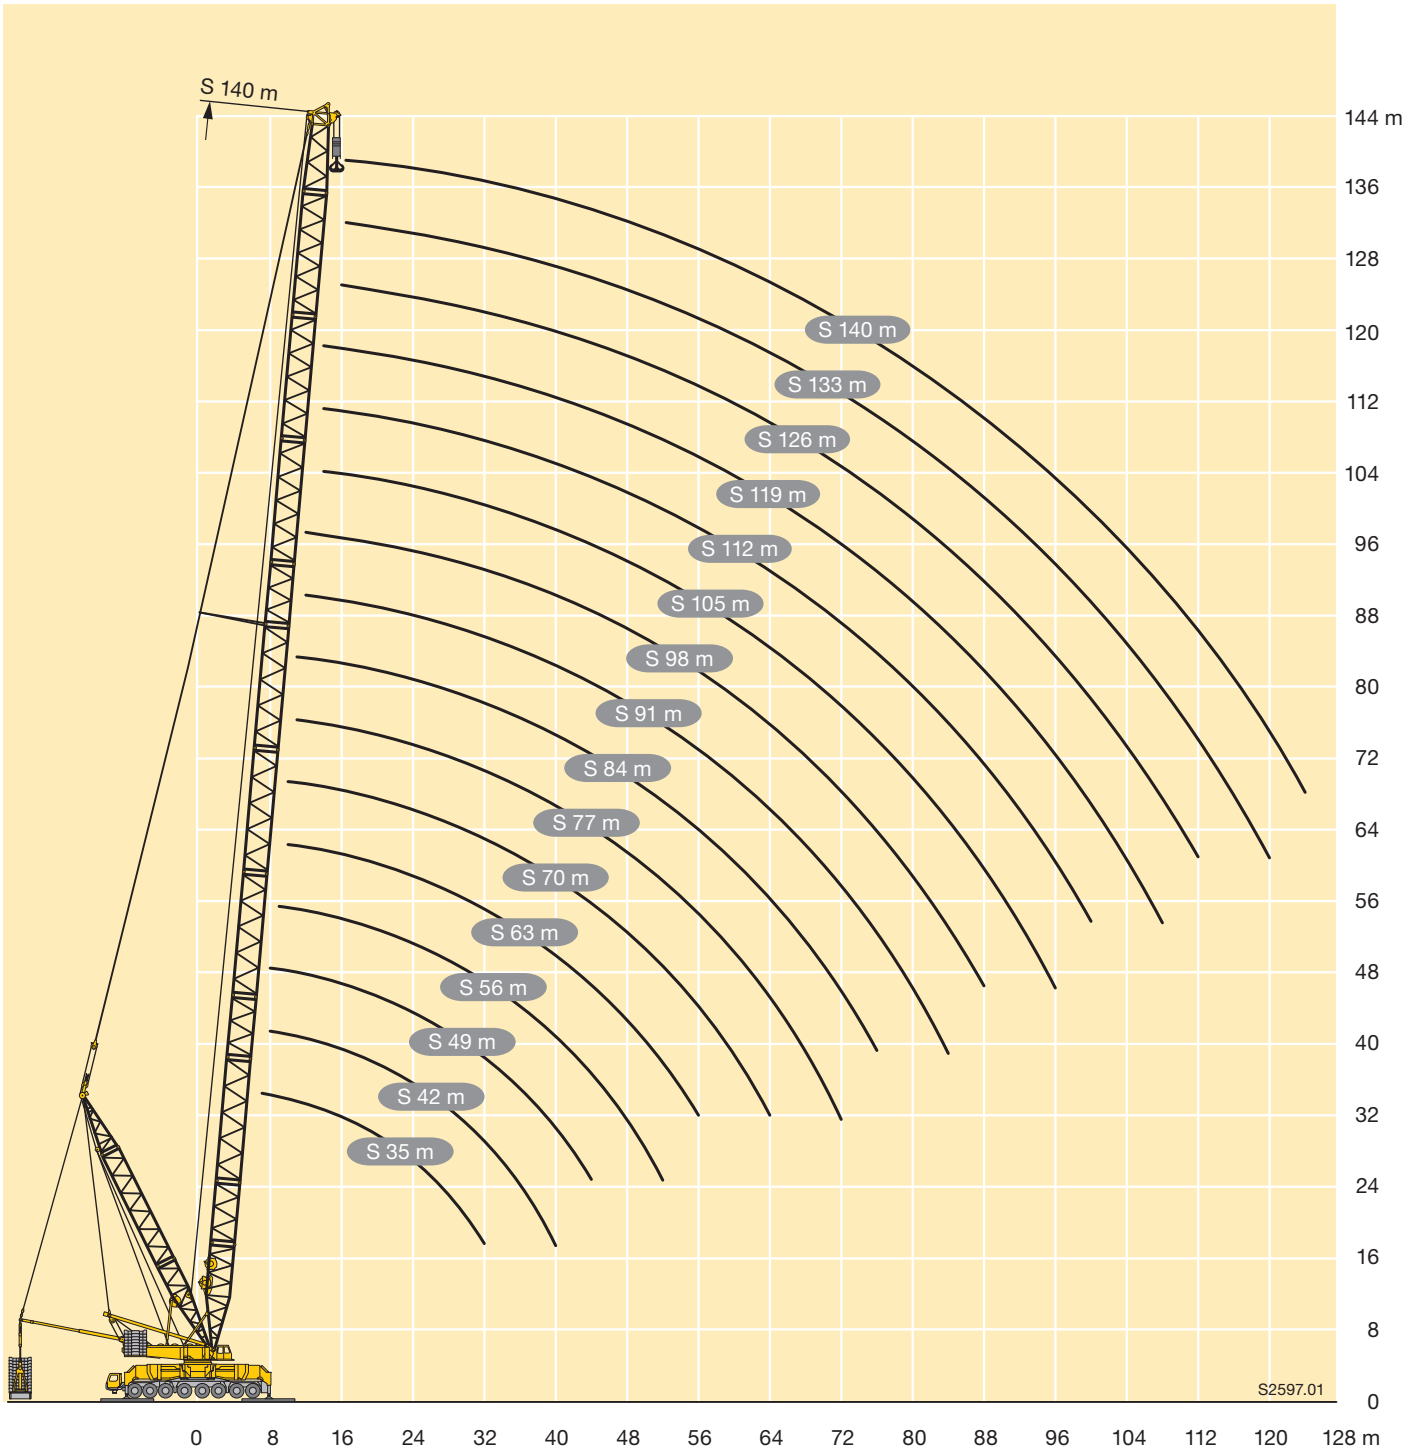 S 140 m
144 m
136
128
S 140 m
120
S 133 m
112
S 126 m
104
S 119 m
S 112 m
96
S 105 m
88
S 98 m
80
S 91 m
S 84 m
72
S 77 m
64
S 70 m
56
S 63 m
S 56 m
48
S 49 m
40
S 42 m
32
S 35 m
24
16
8
S2597.01
0
0 8 16 24 32 40 48 56 64 72 80 88 96 104 112 120 128 m